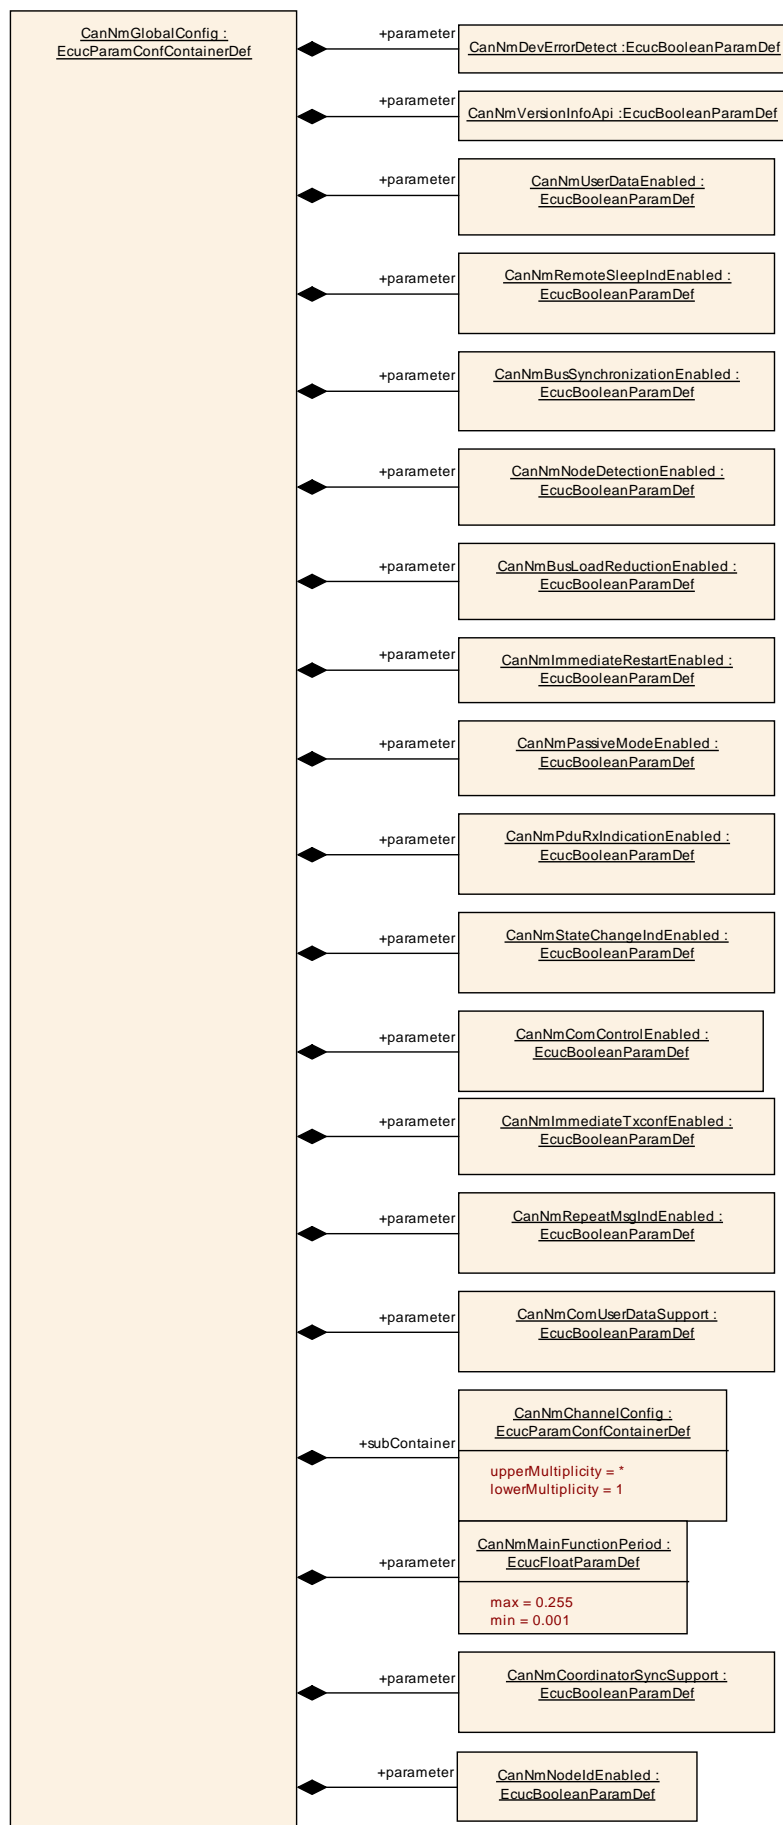 CanNmGlobalConfig :
EcucParamConfContainerDef
+parameter
CanNmDevErrorDetect :EcucBooleanParamDef
+parameter
CanNmVersionInfoApi :EcucBooleanParamDef
+parameter
CanNmUserDataEnabled :
EcucBooleanParamDef
+parameter
CanNmRemoteSleepIndEnabled :
EcucBooleanParamDef
+parameter
CanNmBusSynchronizationEnabled :
EcucBooleanParamDef
+parameter
CanNmNodeDetectionEnabled :
EcucBooleanParamDef
+parameter
CanNmBusLoadReductionEnabled :
EcucBooleanParamDef
+parameter
CanNmImmediateRestartEnabled :
EcucBooleanParamDef
+parameter
CanNmPassiveModeEnabled :
EcucBooleanParamDef
+parameter
CanNmPduRxIndicationEnabled :
EcucBooleanParamDef
+parameter
CanNmStateChangeIndEnabled :
EcucBooleanParamDef
+parameter
CanNmComControlEnabled :
EcucBooleanParamDef
+parameter
CanNmImmediateTxconfEnabled :
EcucBooleanParamDef
+parameter
CanNmRepeatMsgIndEnabled :
EcucBooleanParamDef
+parameter
CanNmComUserDataSupport :
EcucBooleanParamDef
+subContainer
CanNmChannelConfig :
EcucParamConfContainerDef
upperMultiplicity = *
lowerMultiplicity = 1
+parameter
CanNmMainFunctionPeriod :
EcucFloatParamDef
max = 0.255
min = 0.001
+parameter
CanNmCoordinatorSyncSupport :
EcucBooleanParamDef
+parameter
CanNmNodeIdEnabled :
EcucBooleanParamDef